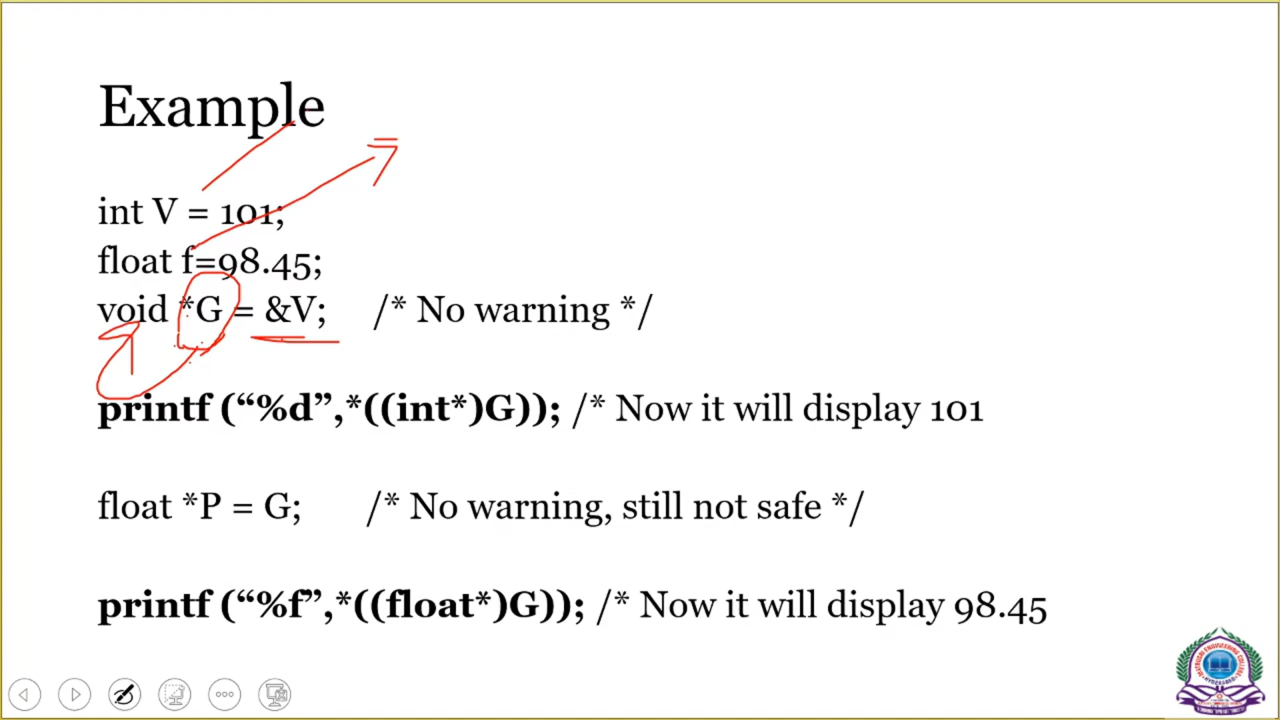 Example
int V = 101;
float f=98.45;
void *G = &V; /* No warning */
printf (“%d”,*((int*)G)); /* Now it will display 101
float *P = G; /* No warning, still not safe */
printf (“%f”,*((float*)G)); /* Now it will display 98.45